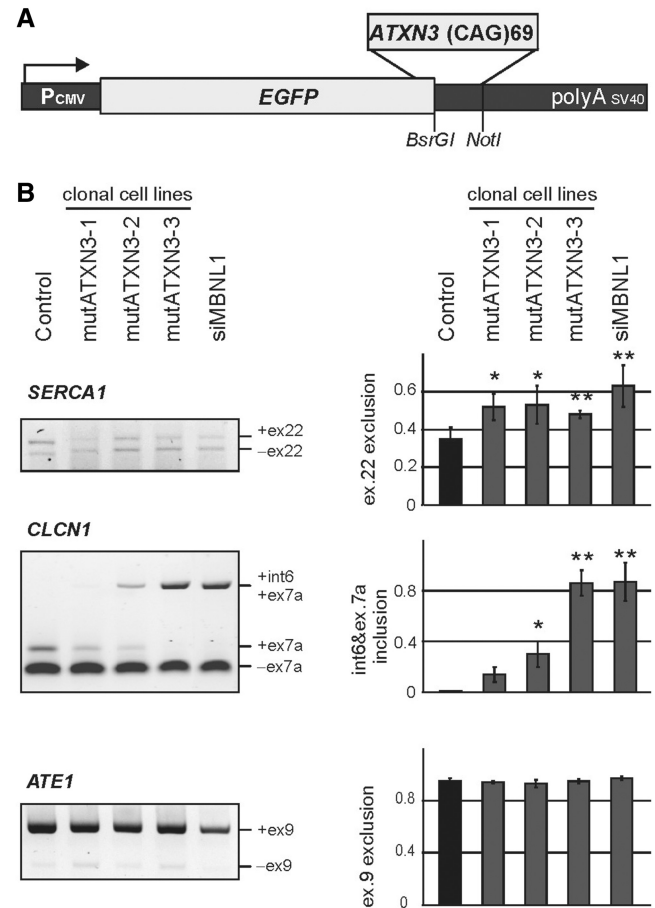 A
ATXN3 (CAG)69
PCMV
EGFP
polyA SV40
BsrGI NotI
B
clonal cell lines
Control
mutATXN3-1
mutATXN3-2
mutATXN3-3
siMBNL1
clonal cell lines
Control
mutATXN3-1
mutATXN3-2
mutATXN3-3
siMBNL1
SERCA1
+ex22
−ex22
ex.22 exclusion
0.6
0.4
0.2
0
* * ** **
CLCN1
+int6
+ex7a
+ex7a
−ex7a
int6&ex.7a
inclusion
0.8
0.4
0
* ** **
ATE1
+ex9
−ex9
ex.9 exclusion
0.8
0.4
0